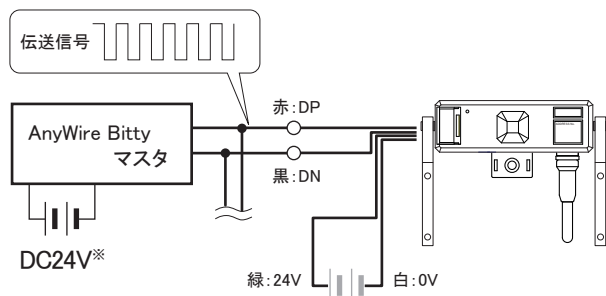 伝送信号
赤:DP
AnyWire Bitty
マスタ
黒:DN
DC24V※
緑:24V
白:0V